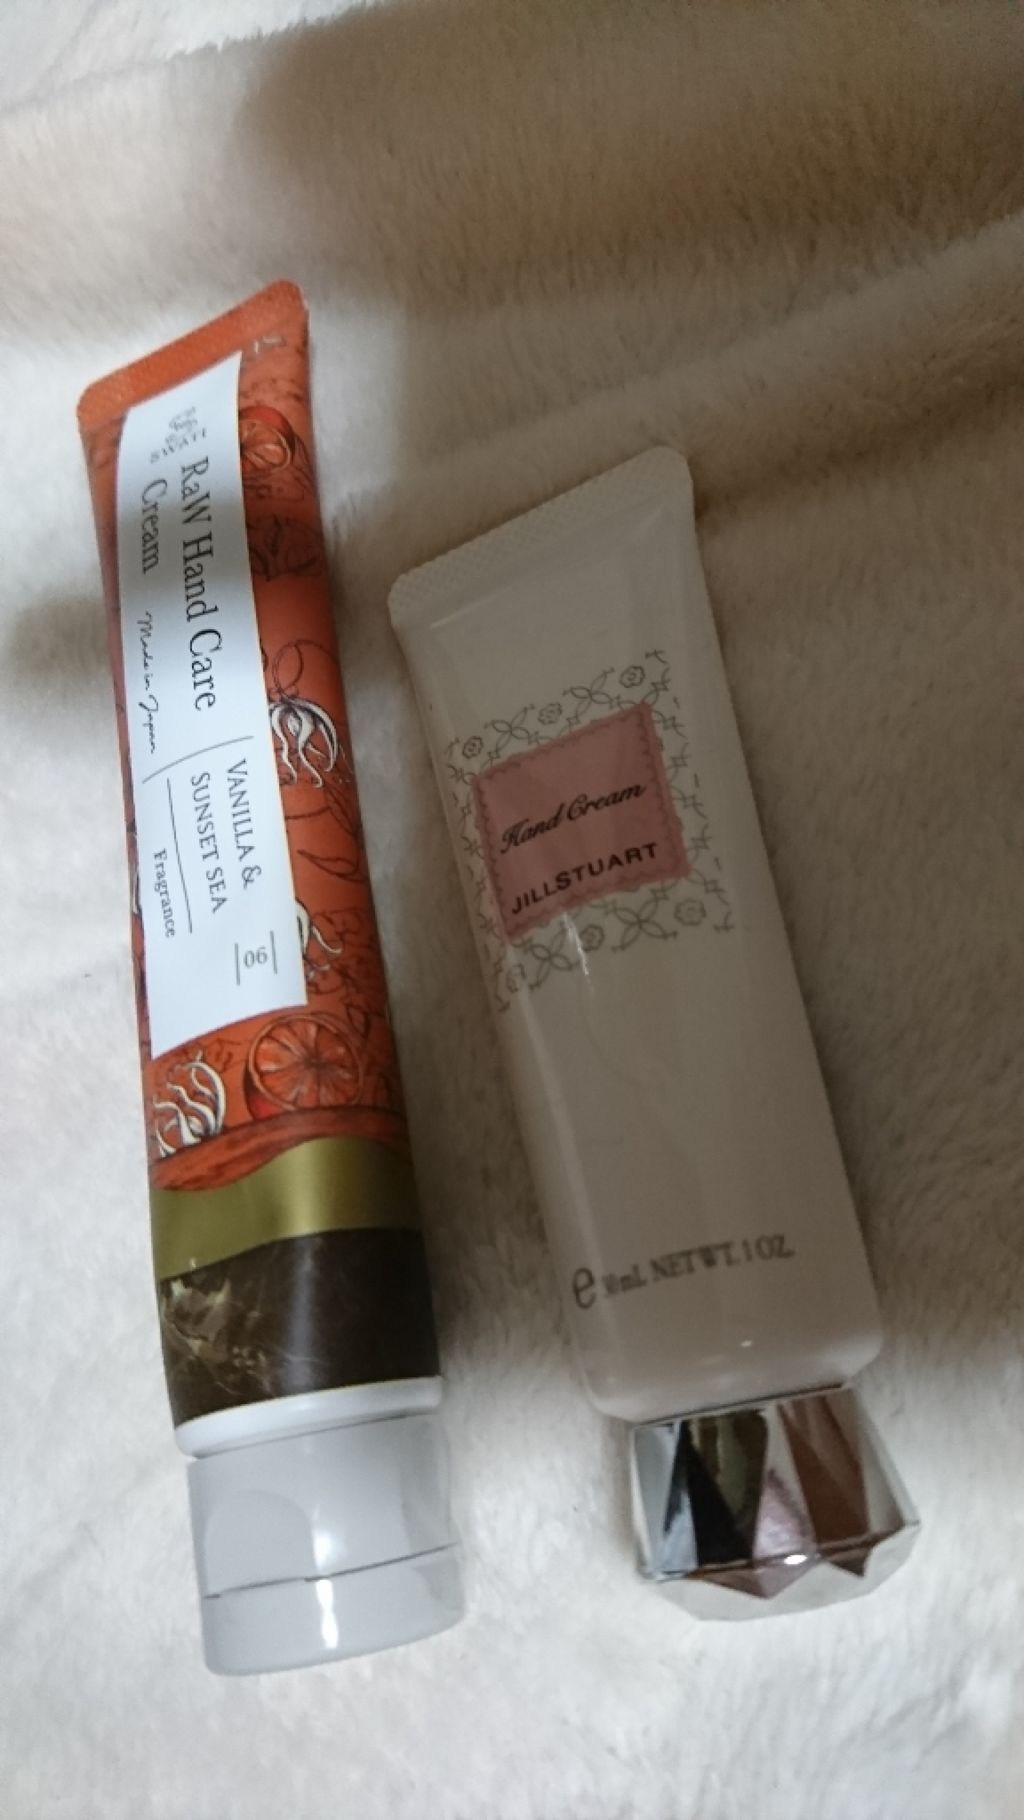 RaW Hand Care
Cream
Made in Japan
VANILLA &
SUNSET SEA
Fragrance
06
Hand Cream
JILLSTUART
e 30mL NET WT. 1 OZ.